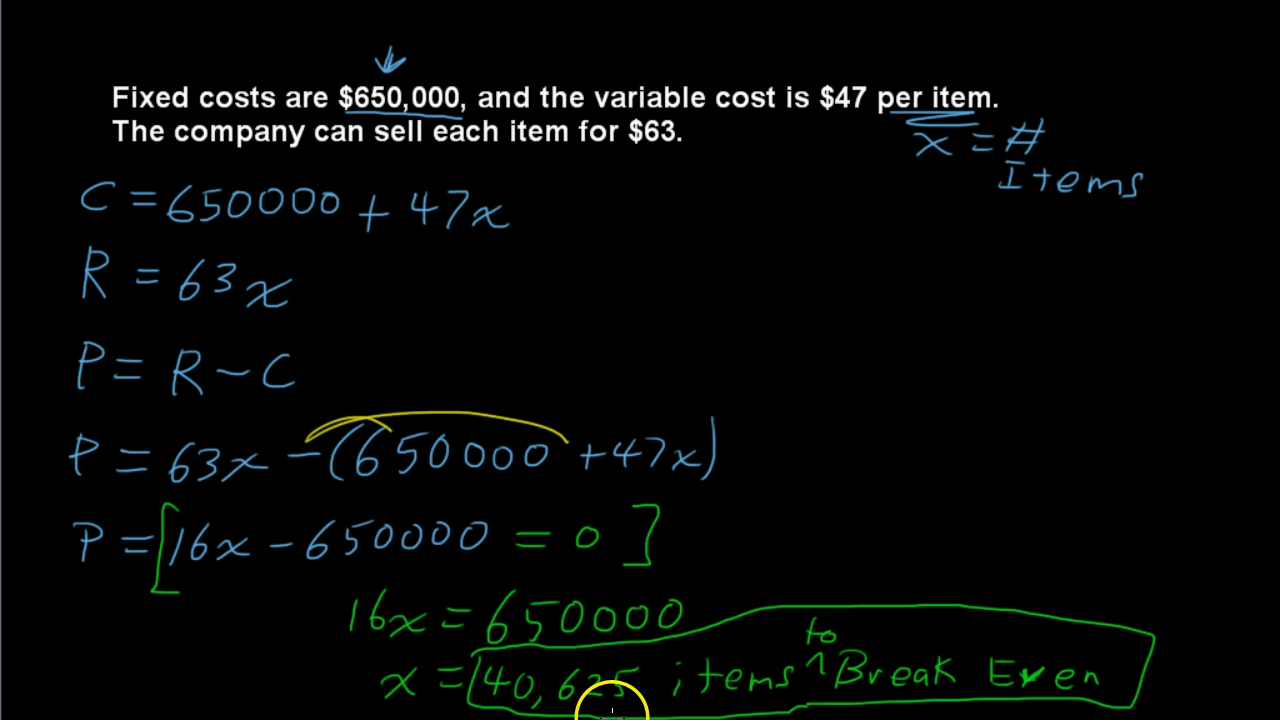 Fixed costs are $650,000, and the variable cost is $47 per item.
The company can sell each item for $63.
x = #
Items
C = 650000 + 47x
R = 63x
P = R - C
P = 63x - (650000 + 47x)
P = [16x - 650000 = 0]
16x = 650000
x = 40,625 items ^ Break Even
to